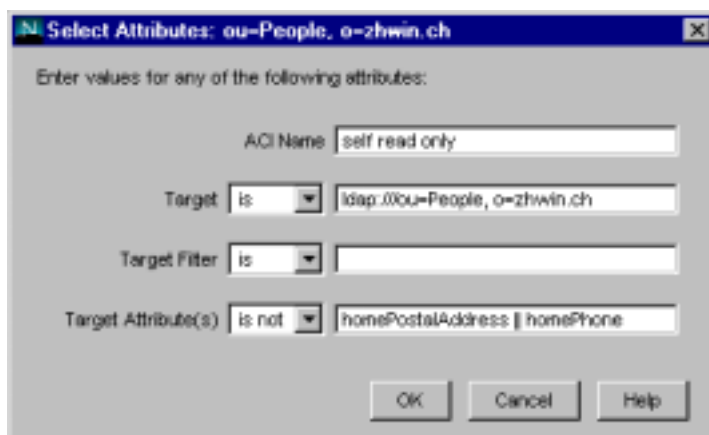 N Select Attributes: ou=People, o=zhwin.ch
Enter values for any of the following attributes:
ACI Name self read only
Target is ldap:///ou=People, o=zhwin.ch
Target Filter is
Target Attribute(s) is not homePostalAddress || homePhone
OK Cancel Help